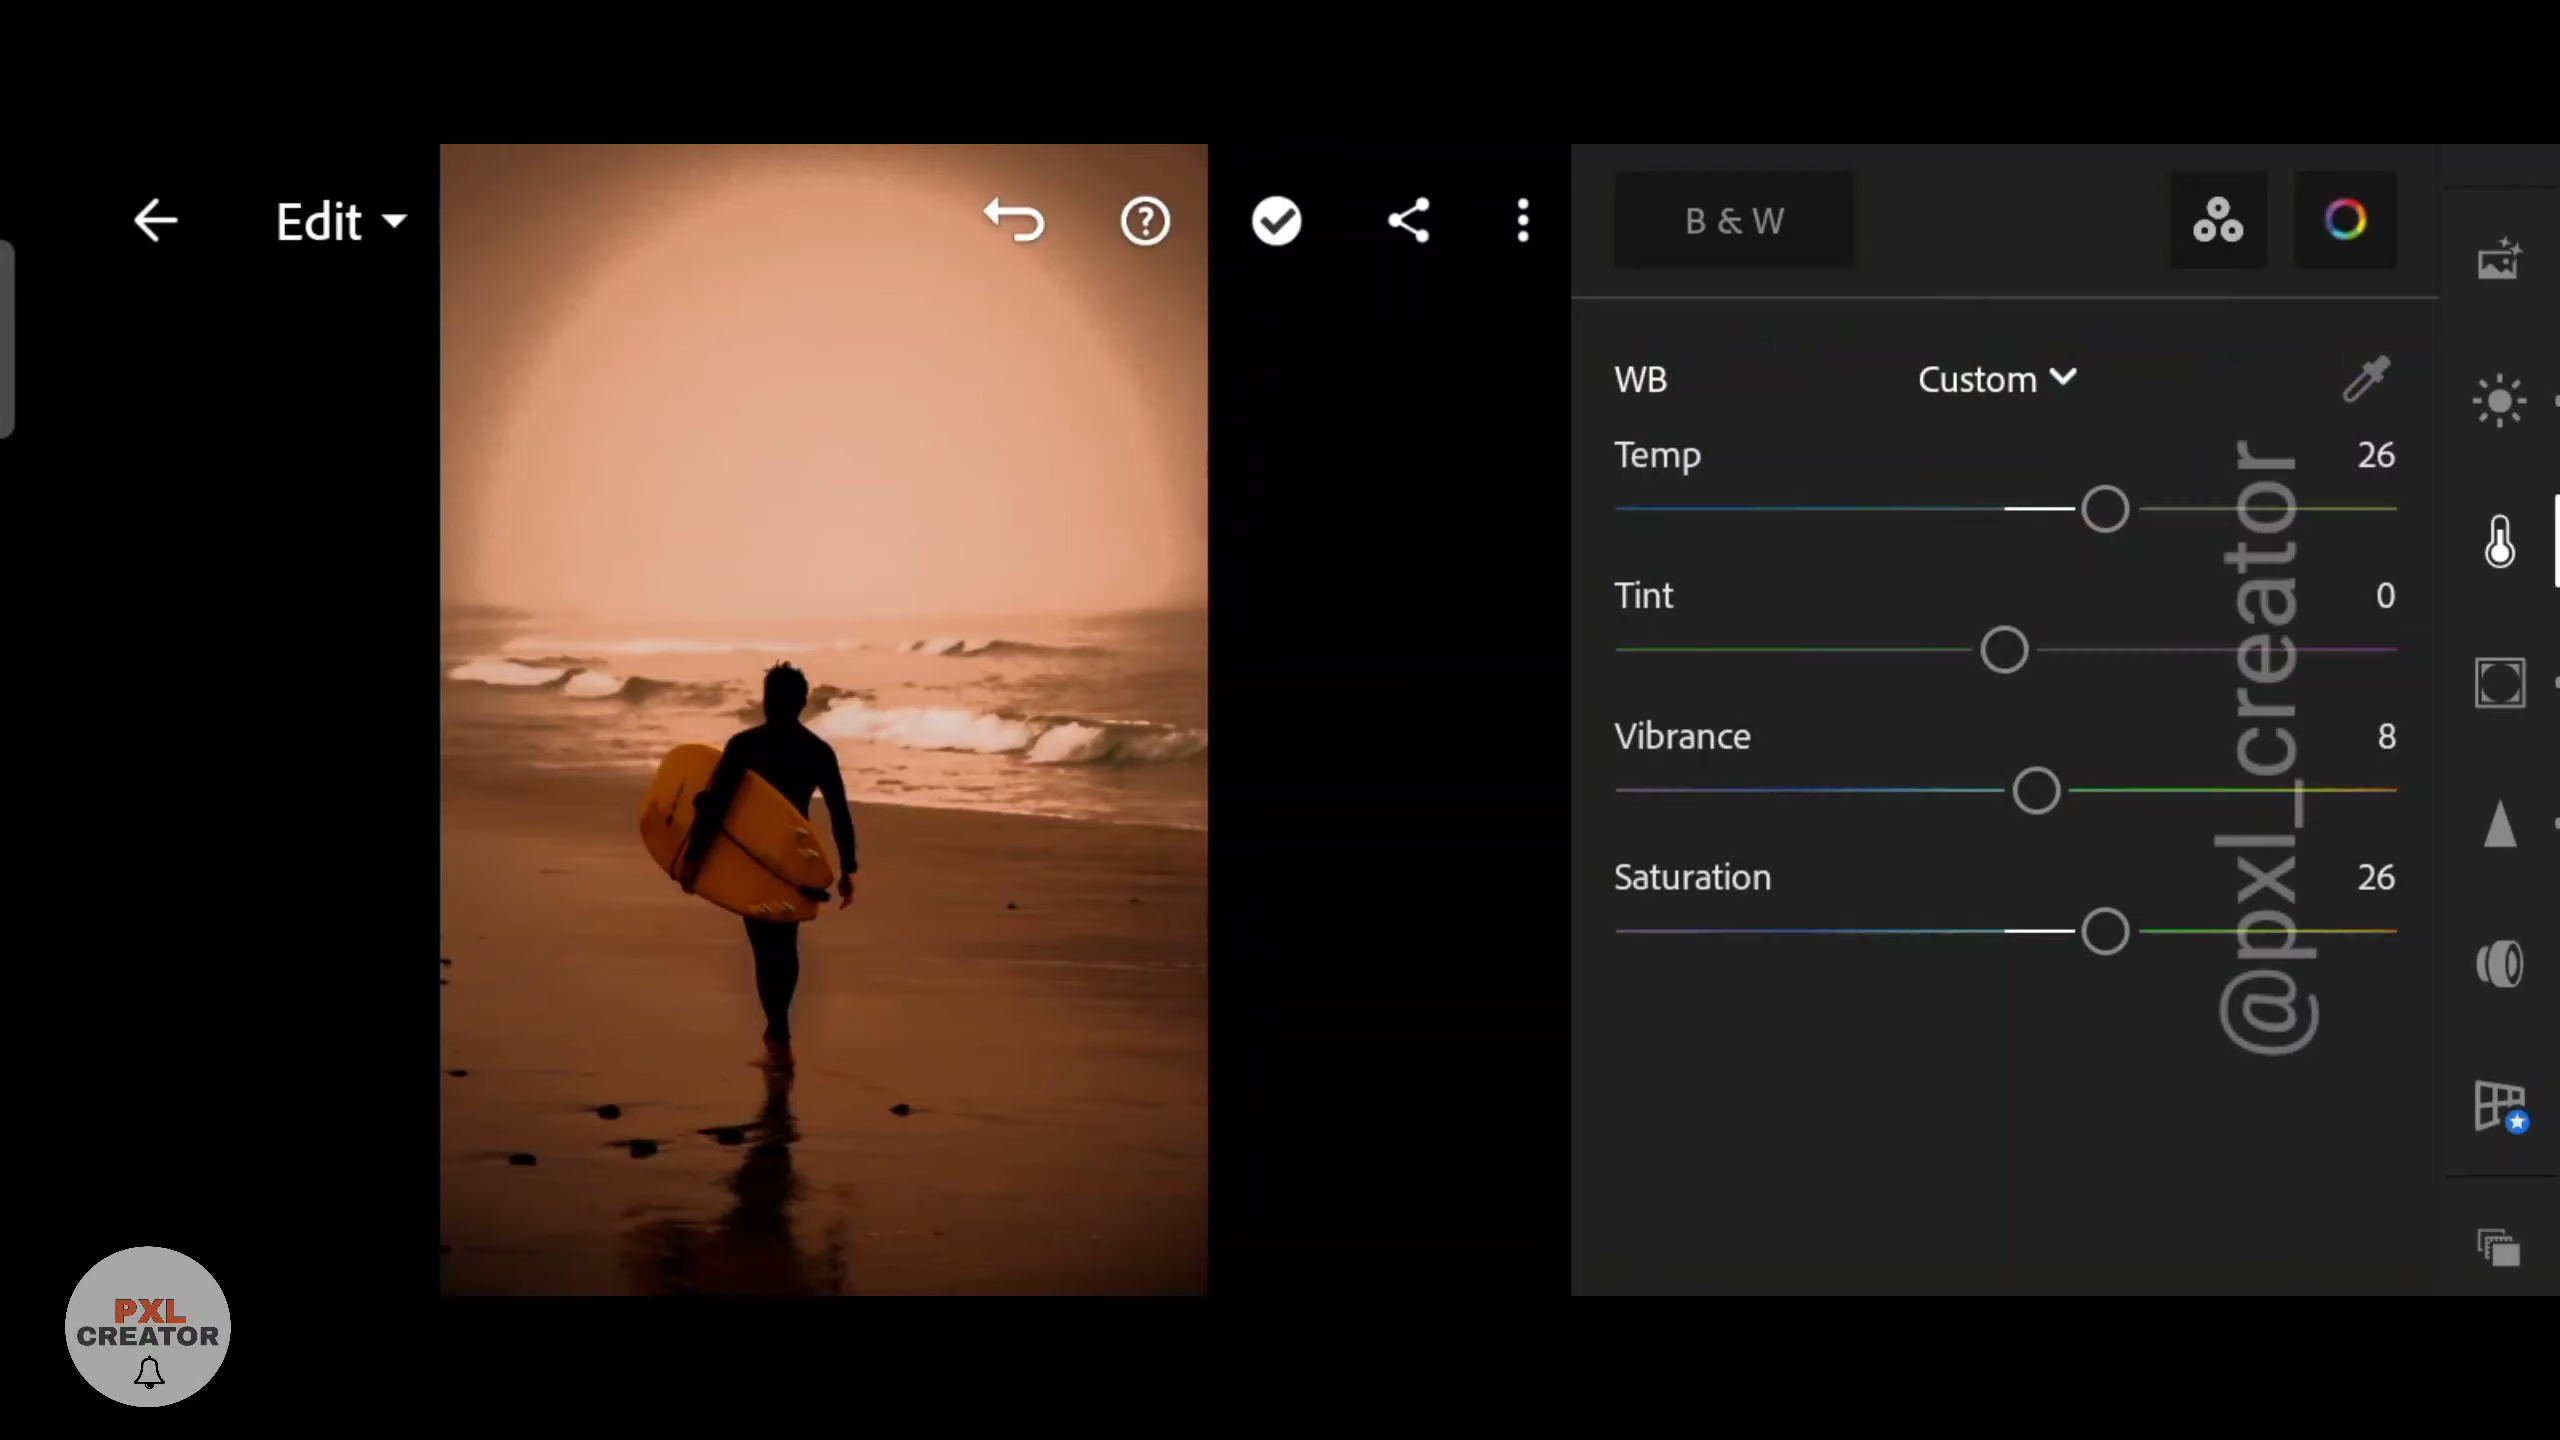 Edit
B & W
WB
Custom
Temp
26
Tint
0
Vibrance
8
Saturation
26
@pxl_creator
PXL
CREATOR